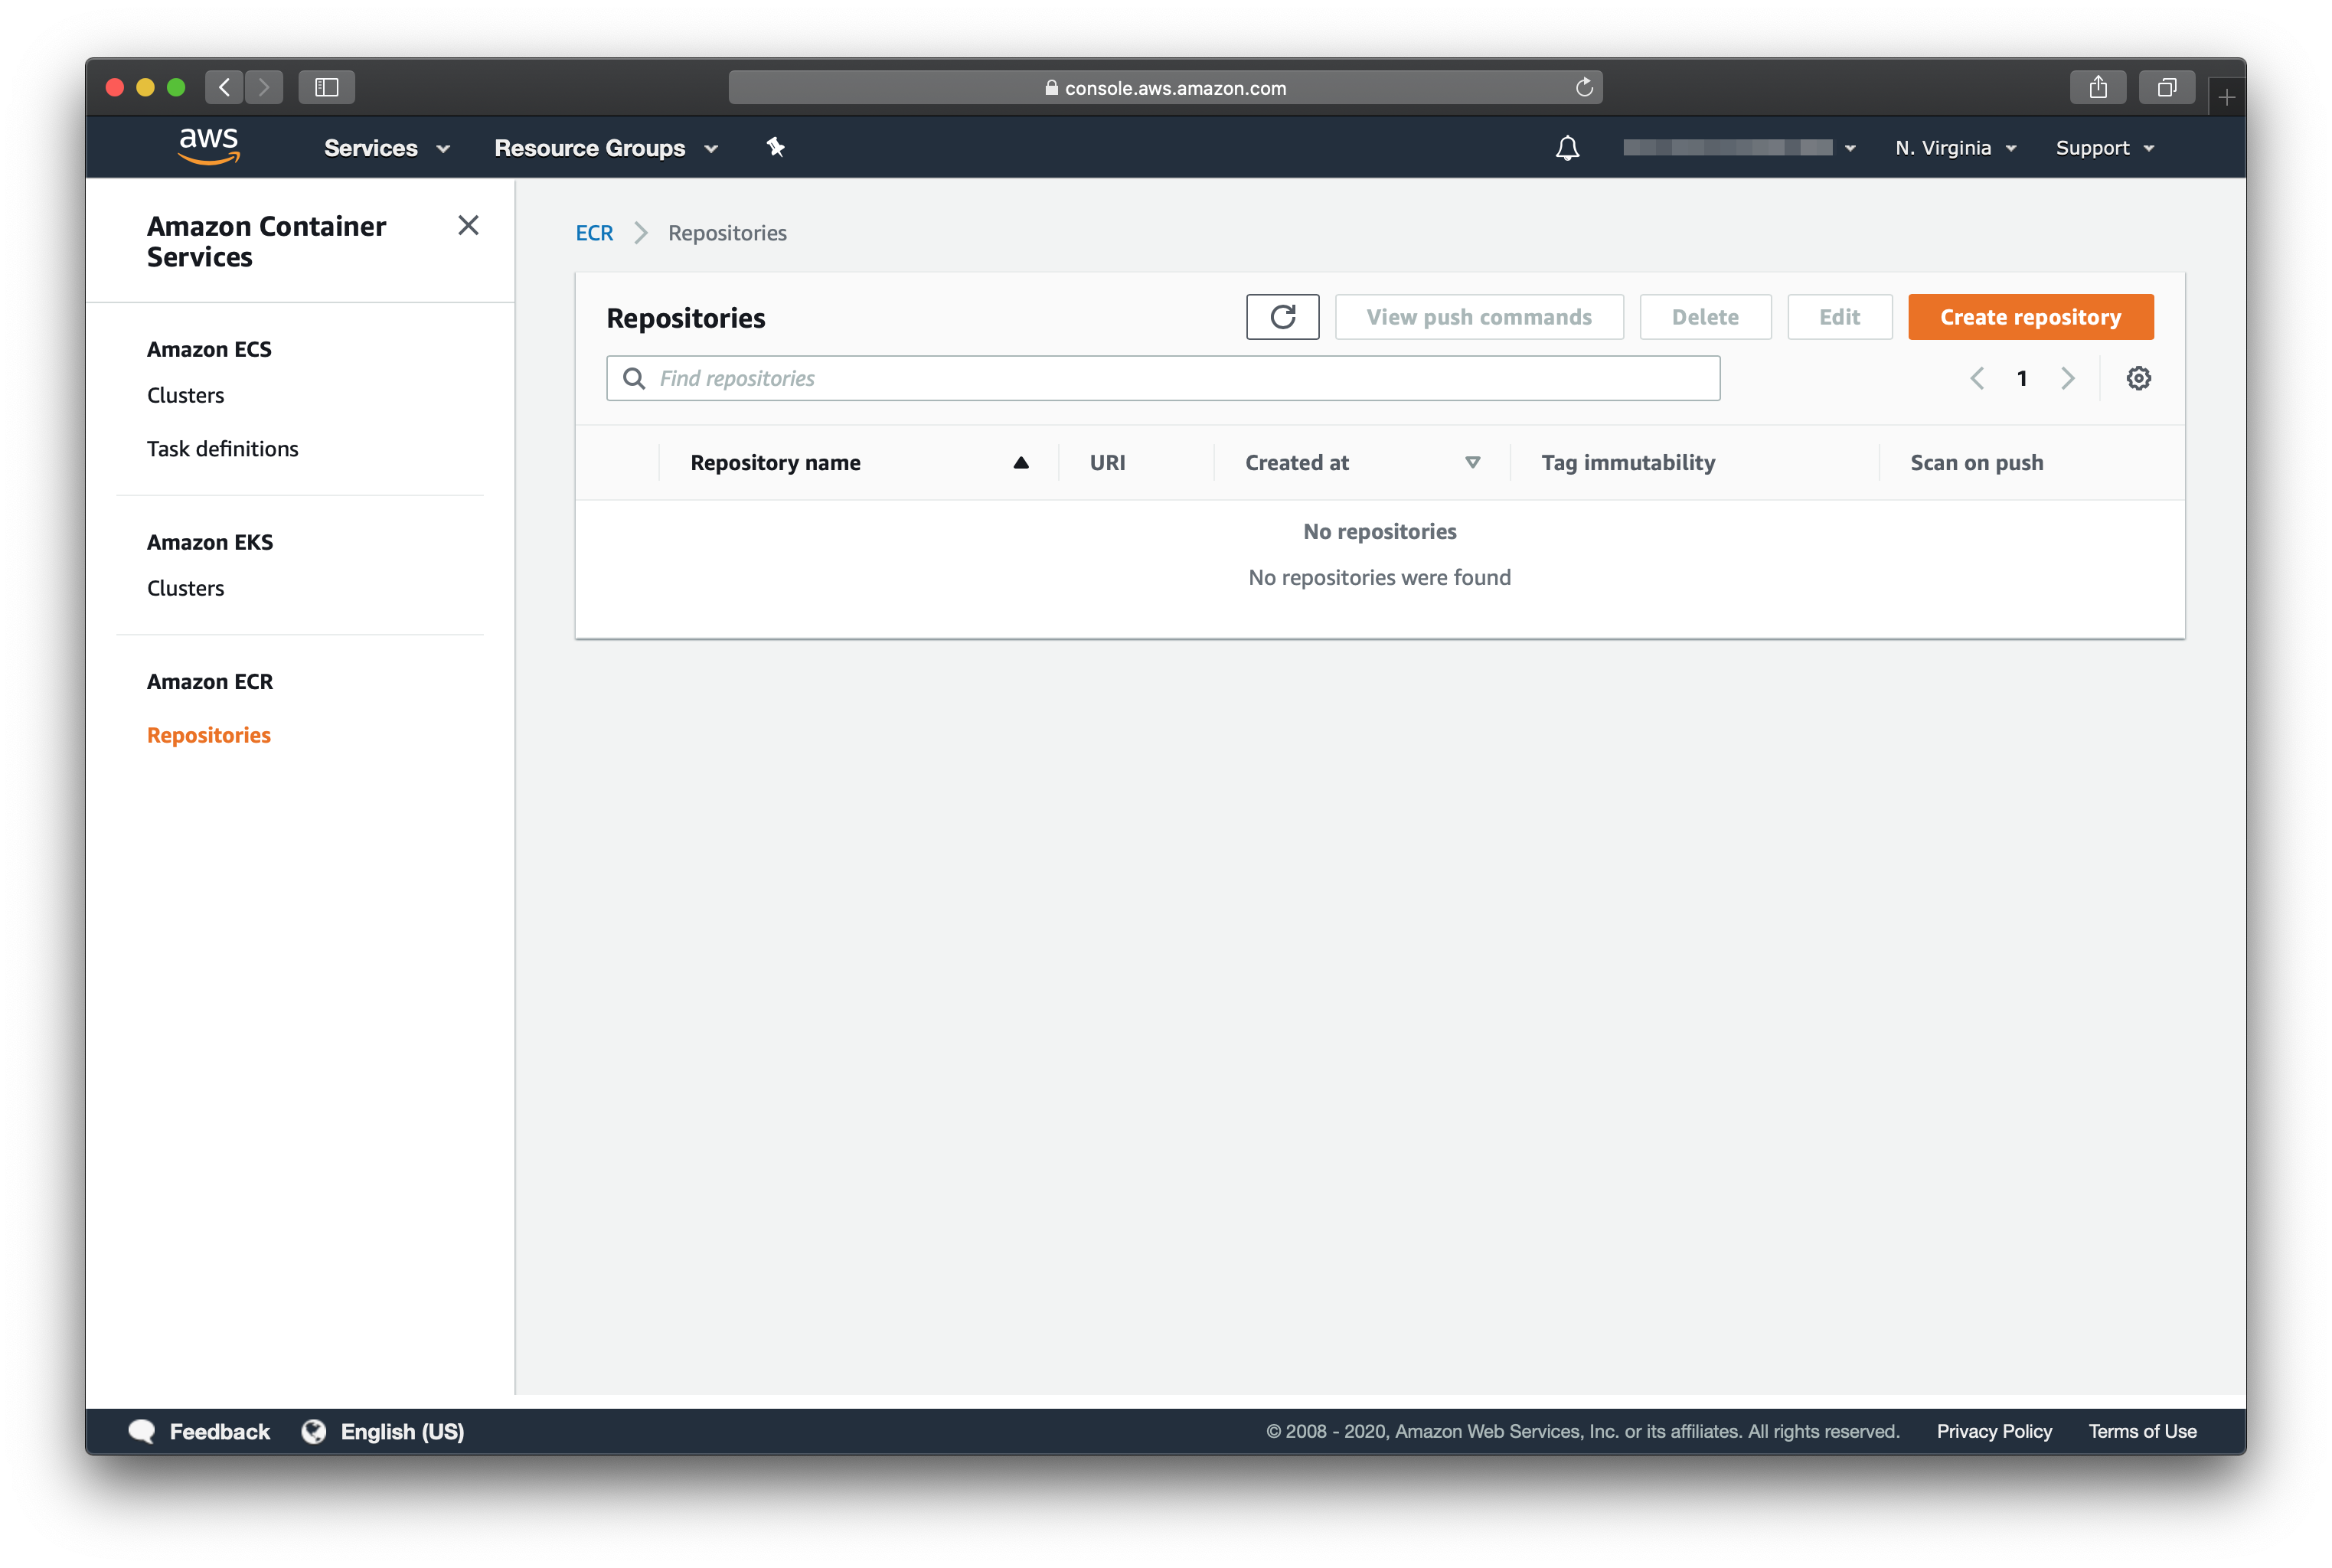 console.aws.amazon.com
aws Services Resource Groups N. Virginia Support
Amazon Container
Services
Amazon ECS
Clusters
Task definitions
Amazon EKS
Clusters
Amazon ECR
Repositories
ECR Repositories
Repositories View push commands Delete Edit Create repository
Find repositories 1
Repository name URI Created at Tag immutability Scan on push
No repositories
No repositories were found
Feedback English (US) © 2008 - 2020, Amazon Web Services, Inc. or its affiliates. All rights reserved. Privacy Policy Terms of Use